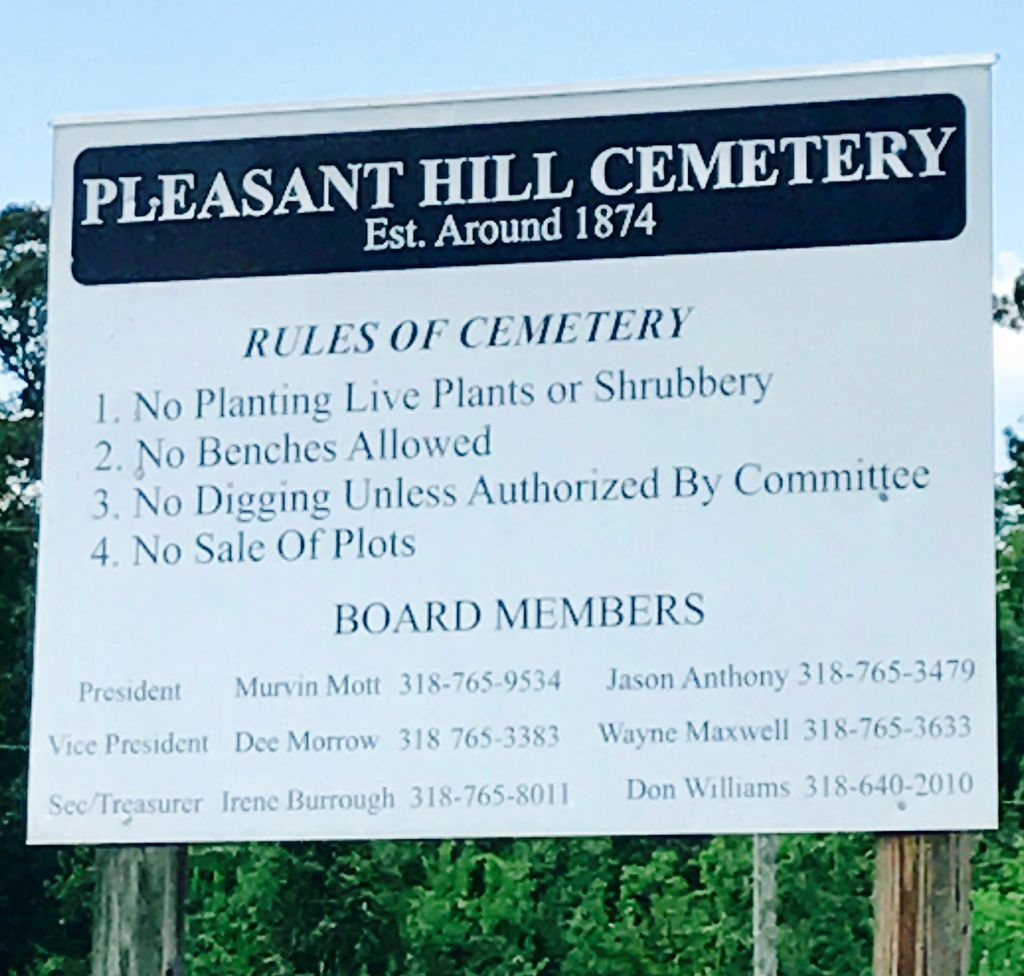 PLEASANT HILL CEMETERY
Est. Around 1874
RULES OF CEMETERY
1. No Planting Live Plants or Shrubbery
2. No Benches Allowed
3. No Digging Unless Authorized By Committee
4. No Sale Of Plots
BOARD MEMBERS
President Murvin Mott 318-765-9534 Jason Anthony 318-765-3479
Vice President Dee Morrow 318 765-3383 Wayne Maxwell 318-765-3633
Sec/Treasurer Irene Burrough 318-765-8011 Don Williams 318-640-2010